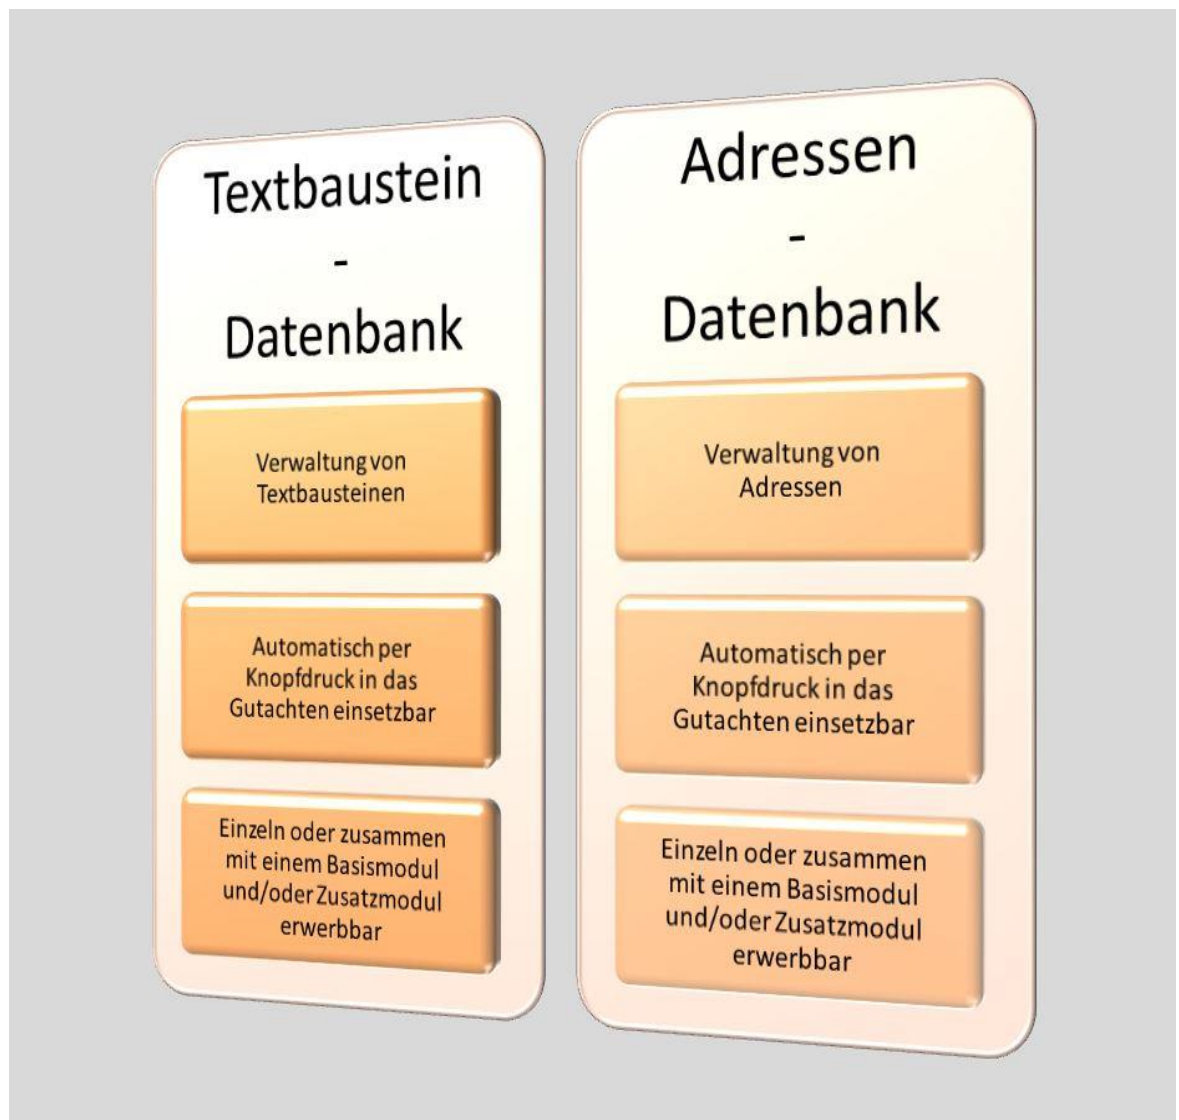 Textbaustein
-
Datenbank
Verwaltung von
Textbausteinen
Automatisch per
Knopfdruck in das
Gutachten einsetzbar
Einzeln oder zusammen
mit einem Basismodul
und/oder Zusatzmodul
erwerbbar
Adressen
-
Datenbank
Verwaltung von
Adressen
Automatisch per
Knopfdruck in das
Gutachten einsetzbar
Einzeln oder zusammen
mit einem Basismodul
und/oder Zusatzmodul
erwerbbar